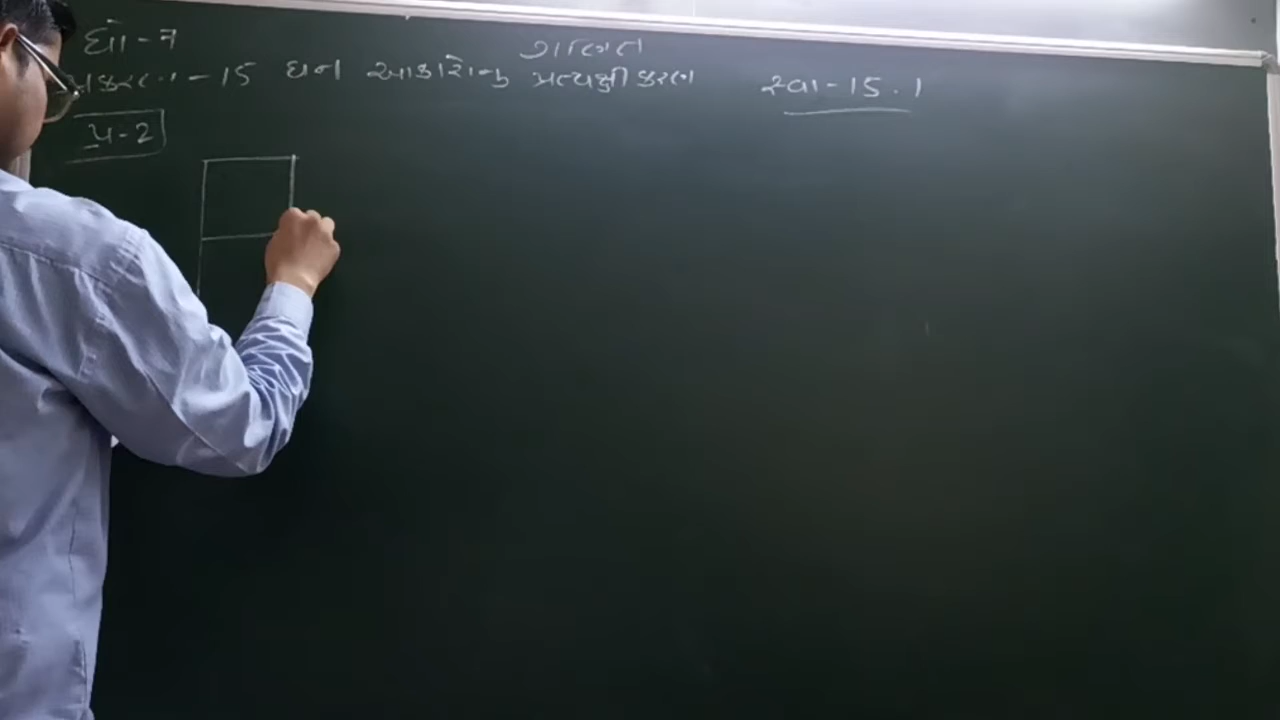 ધો-7
ગણિત
પ્રકરણ-15 ઘન આકારોનું પ્રત્યક્ષીકરણ
સ્વા-15.1
પ્ર-2